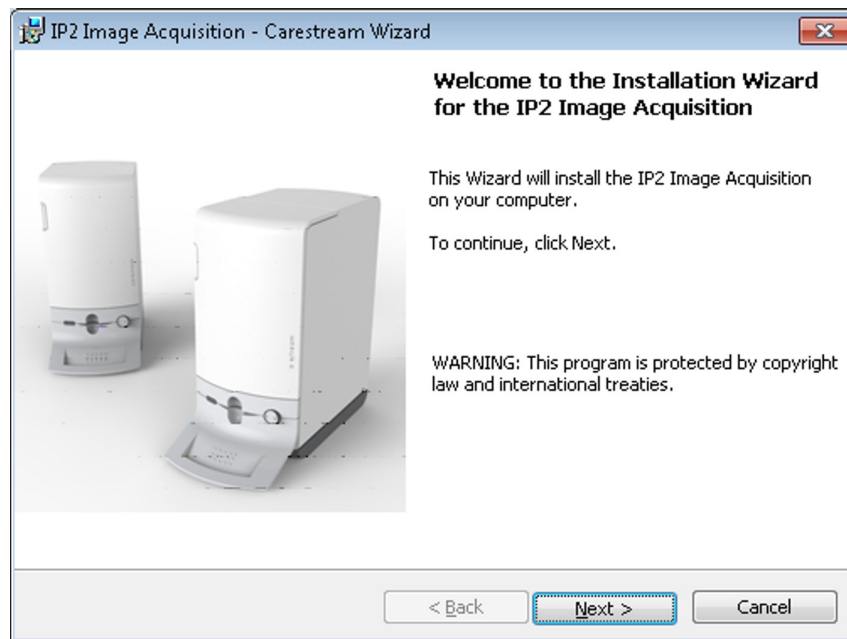 IP2 Image Acquisition - Carestream Wizard
Welcome to the Installation Wizard
for the IP2 Image Acquisition
This Wizard will install the IP2 Image Acquisition
on your computer.
To continue, click Next.
WARNING: This program is protected by copyright
law and international treaties.
< Back
Next >
Cancel